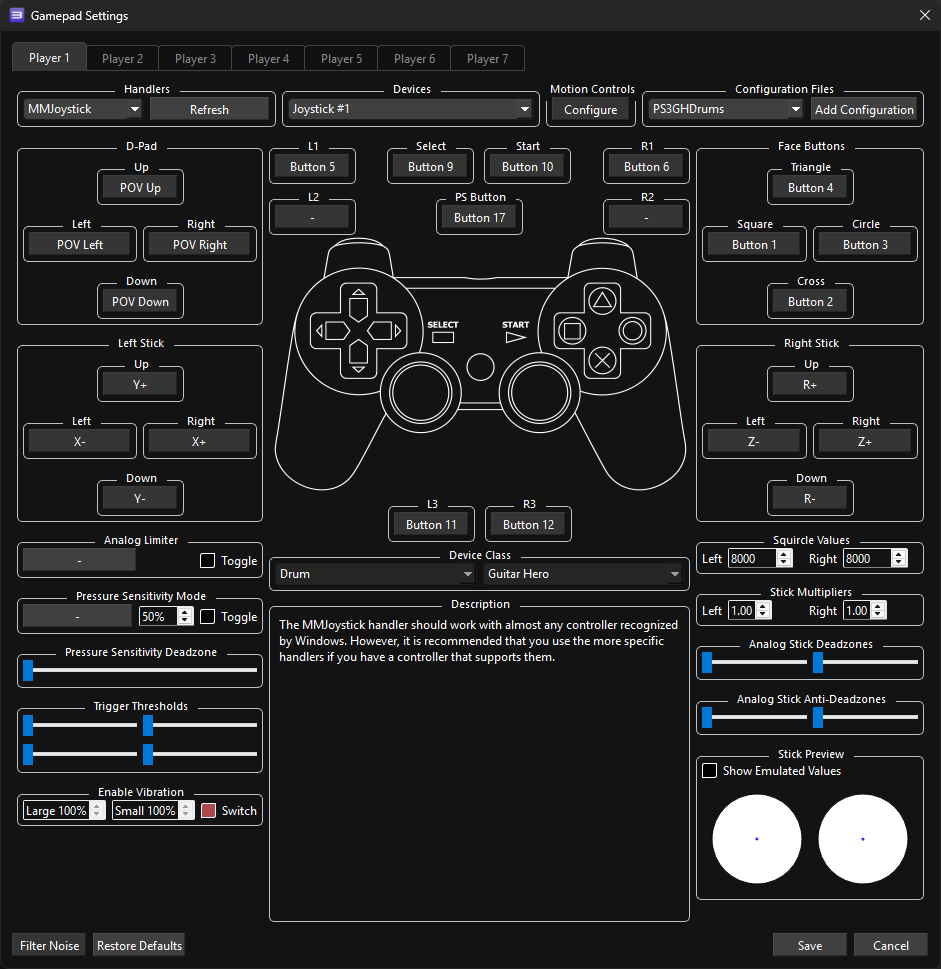 Gamepad Settings
Player 1 Player 2 Player 3 Player 4 Player 5 Player 6 Player 7
Handlers Devices Motion Controls Configuration Files
MMJoystick Refresh Joystick #1 Configure PS3GHDrums Add Configuration
D-Pad
Up
POV Up
Left Right
POV Left POV Right
Down
POV Down
Left Stick
Up
Y+
Left Right
X- X+
Down
Y-
Analog Limiter
- Toggle
Pressure Sensitivity Mode
- 50% Toggle
Pressure Sensitivity Deadzone
Trigger Thresholds
Enable Vibration
Large 100% Small 100% Switch
L1 Select Start R1
Button 5 Button 9 Button 10 Button 6
L2 PS Button R2
- Button 17 -
SELECT START
L3 R3
Button 11 Button 12
Device Class
Drum Guitar Hero
Description
The MMJoystick handler should work with almost any controller recognized
by Windows. However, it is recommended that you use the more specific
handlers if you have a controller that supports them.
Face Buttons
Triangle
Button 4
Square Circle
Button 1 Button 3
Cross
Button 2
Right Stick
Up
R+
Left Right
Z- Z+
Down
R-
Squircle Values
Left 8000 Right 8000
Stick Multipliers
Left 1.00 Right 1.00
Analog Stick Deadzones
Analog Stick Anti-Deadzones
Stick Preview
Show Emulated Values
Filter Noise Restore Defaults Save Cancel